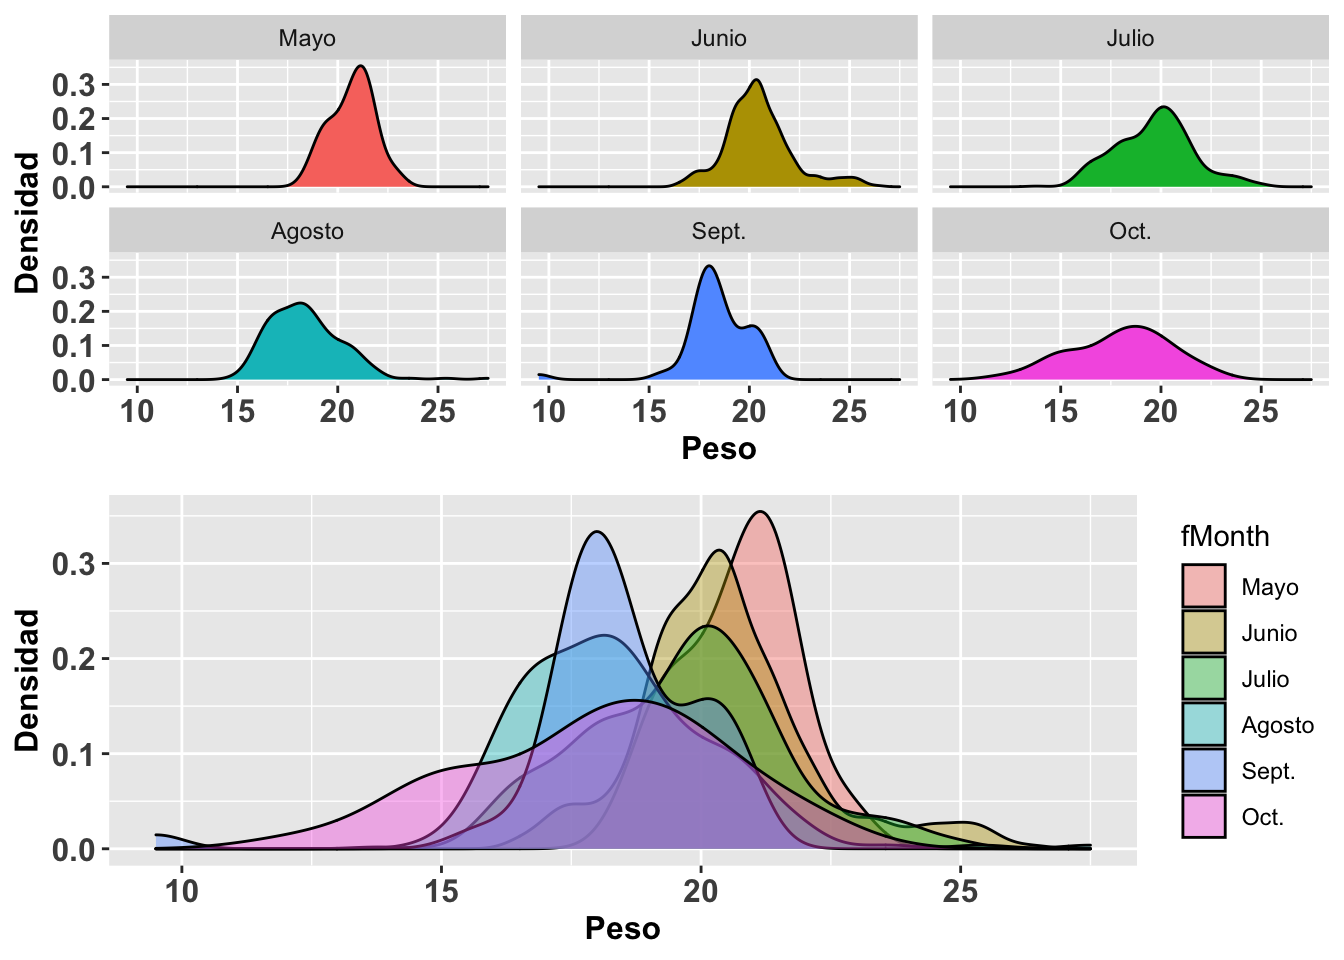 Mayo Junio Julio
0.3
0.2
0.1
0.0
Agosto Sept. Oct.
0.3
0.2
0.1
0.0
Densidad
10 15 20 25 10 15 20 25 10 15 20 25
Peso
0.3
0.2
0.1
0.0
Densidad
10 15 20 25
Peso
fMonth
Mayo
Junio
Julio
Agosto
Sept.
Oct.